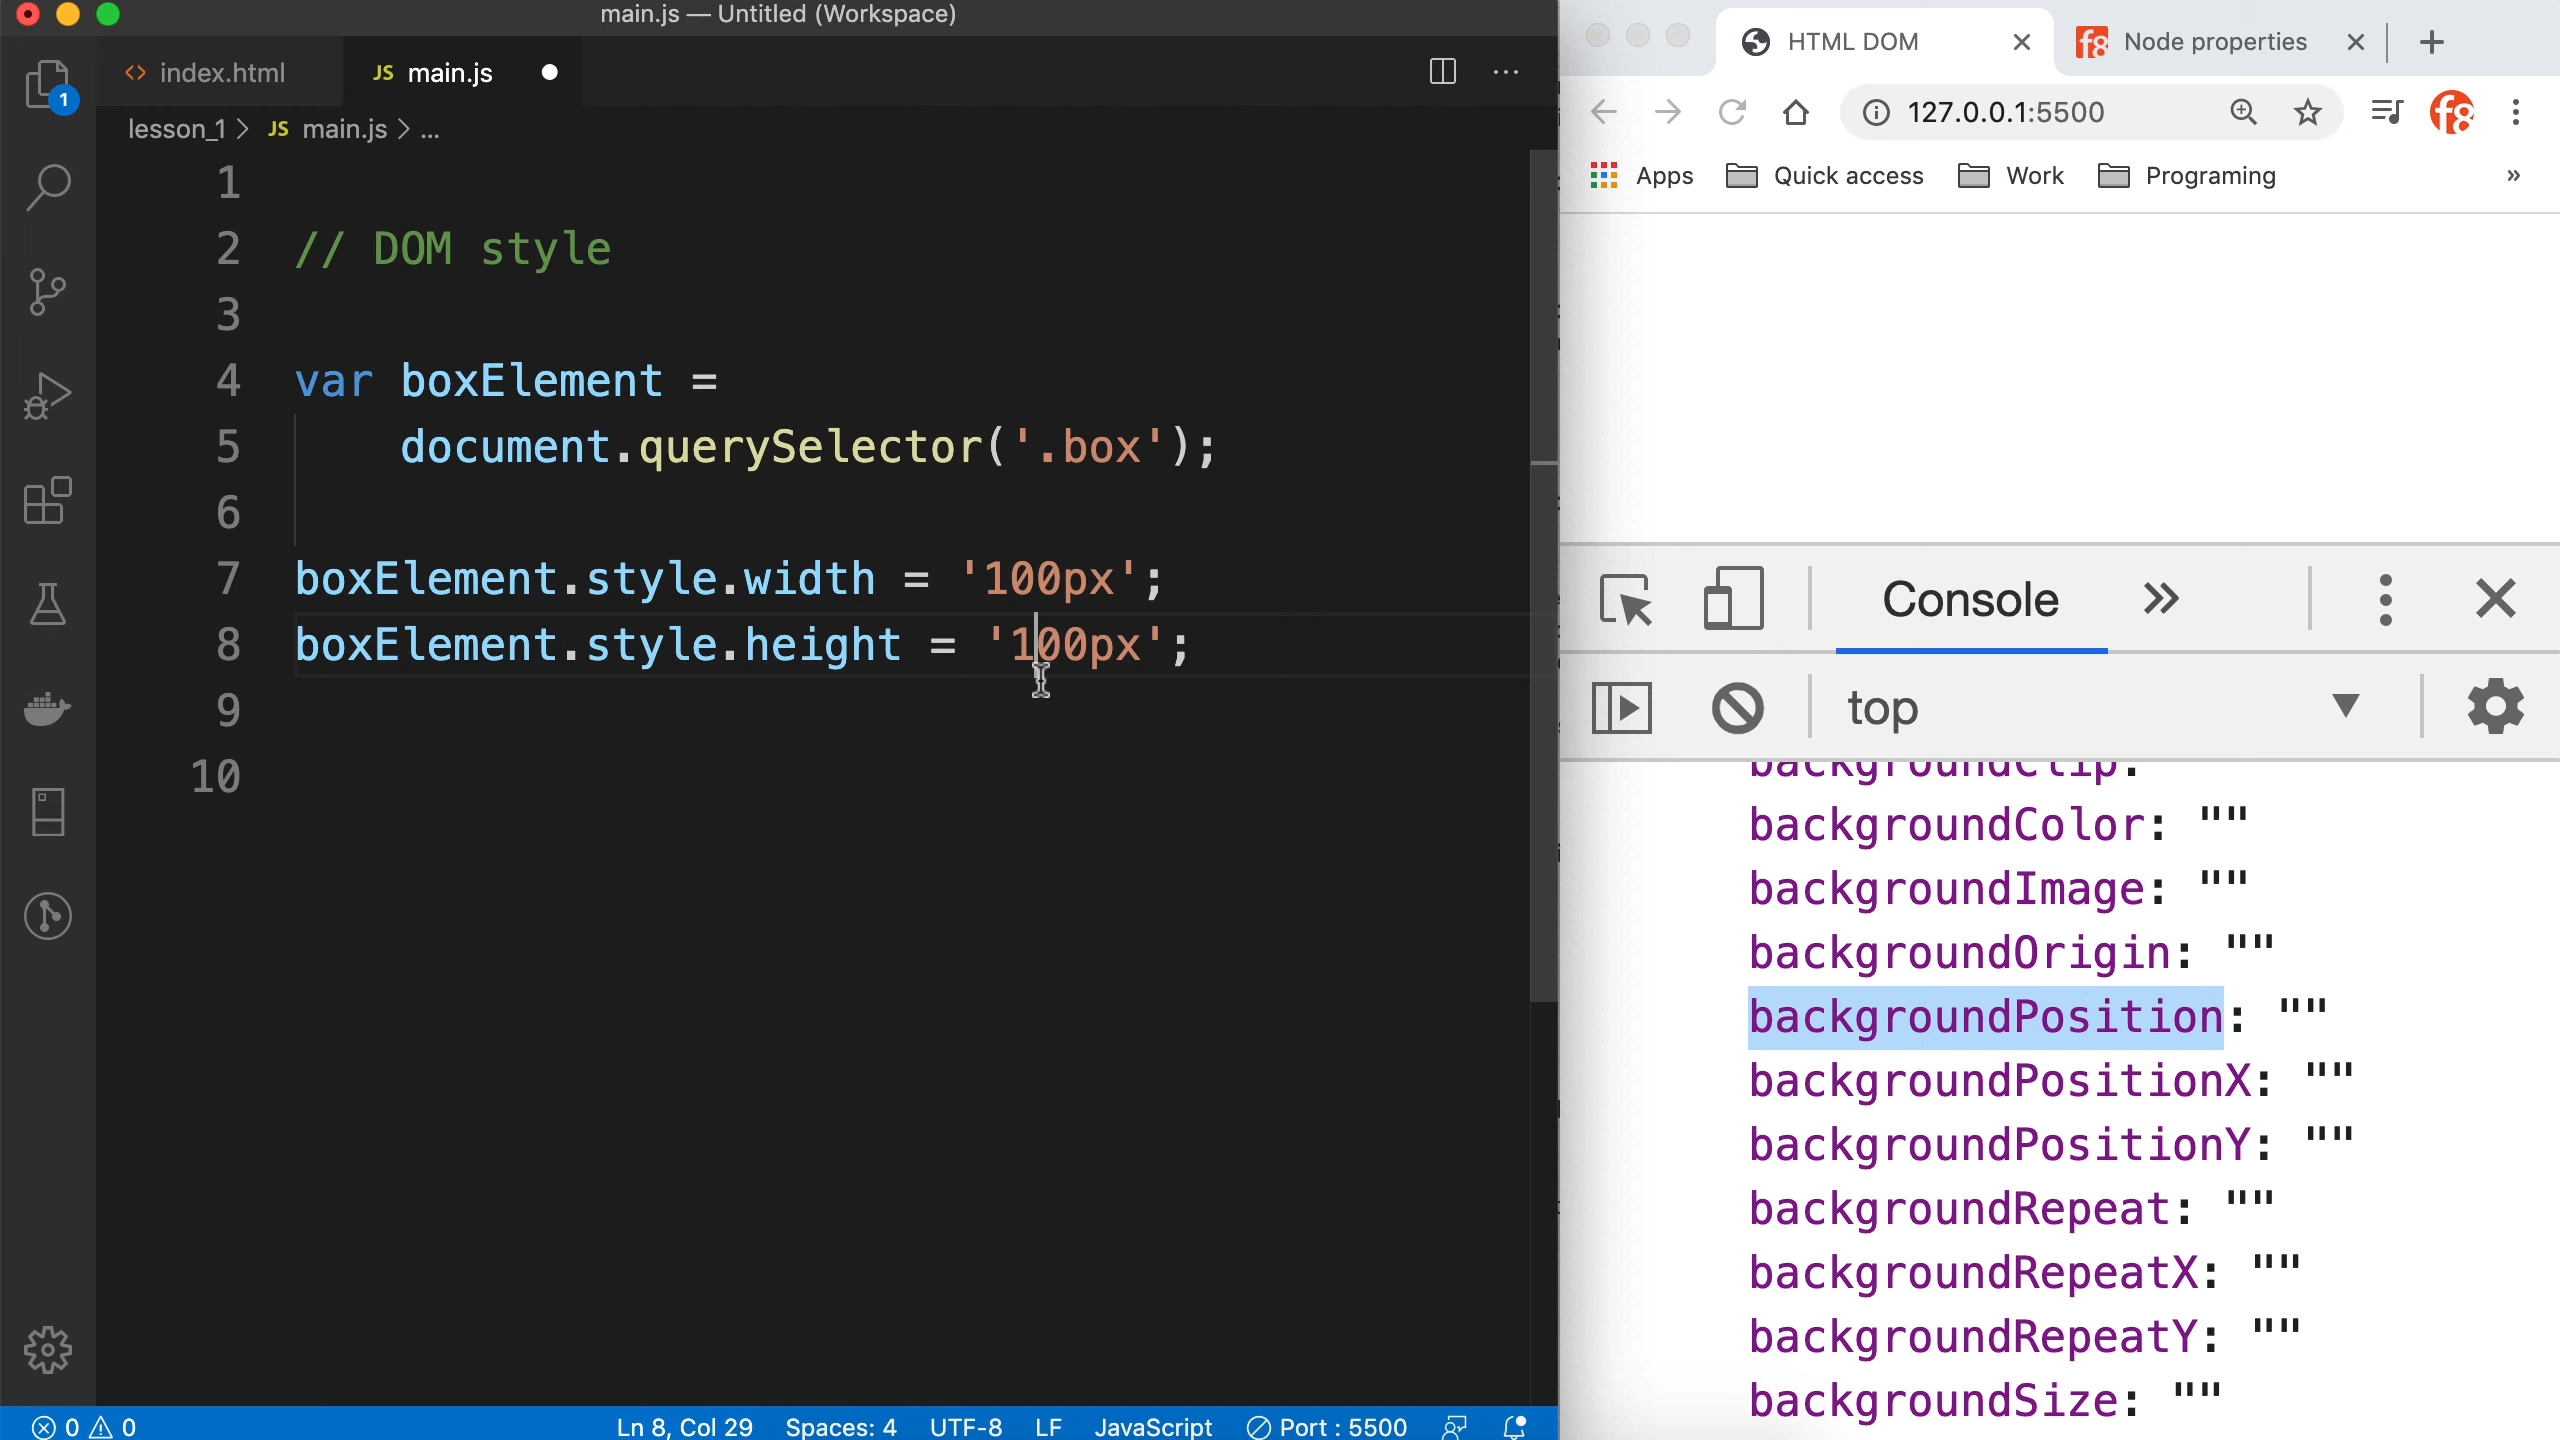 main.js — Untitled (Workspace)
index.html
JS main.js
1
lesson_1 > JS main.js > ...
1
2 // DOM style
3
4 var boxElement =
5 document.querySelector('.box');
6
7 boxElement.style.width = '100px';
8 boxElement.style.height = '100px';
9
10
0 0
Ln 8, Col 29
Spaces: 4
UTF-8
LF
JavaScript
Port : 5500
HTML DOM
f8 Node properties
127.0.0.1:5500
f8
Apps
Quick access
Work
Programing
»
Console
top
backgroundClip:
backgroundColor: ""
backgroundImage: ""
backgroundOrigin: ""
backgroundPosition: ""
backgroundPositionX: ""
backgroundPositionY: ""
backgroundRepeat: ""
backgroundRepeatX: ""
backgroundRepeatY: ""
backgroundSize: ""